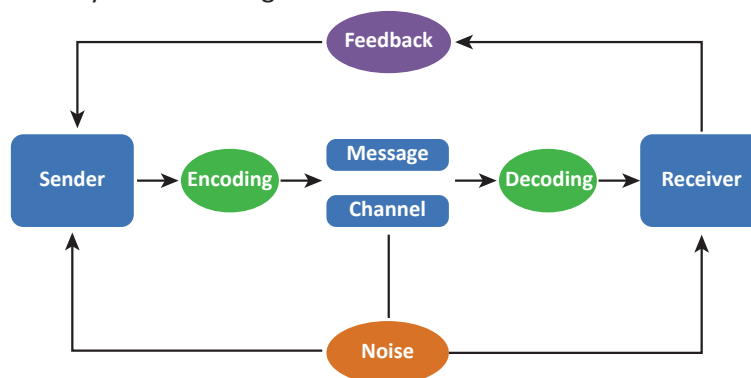 Feedback
Sender
Encoding
Message
Channel
Decoding
Receiver
Noise